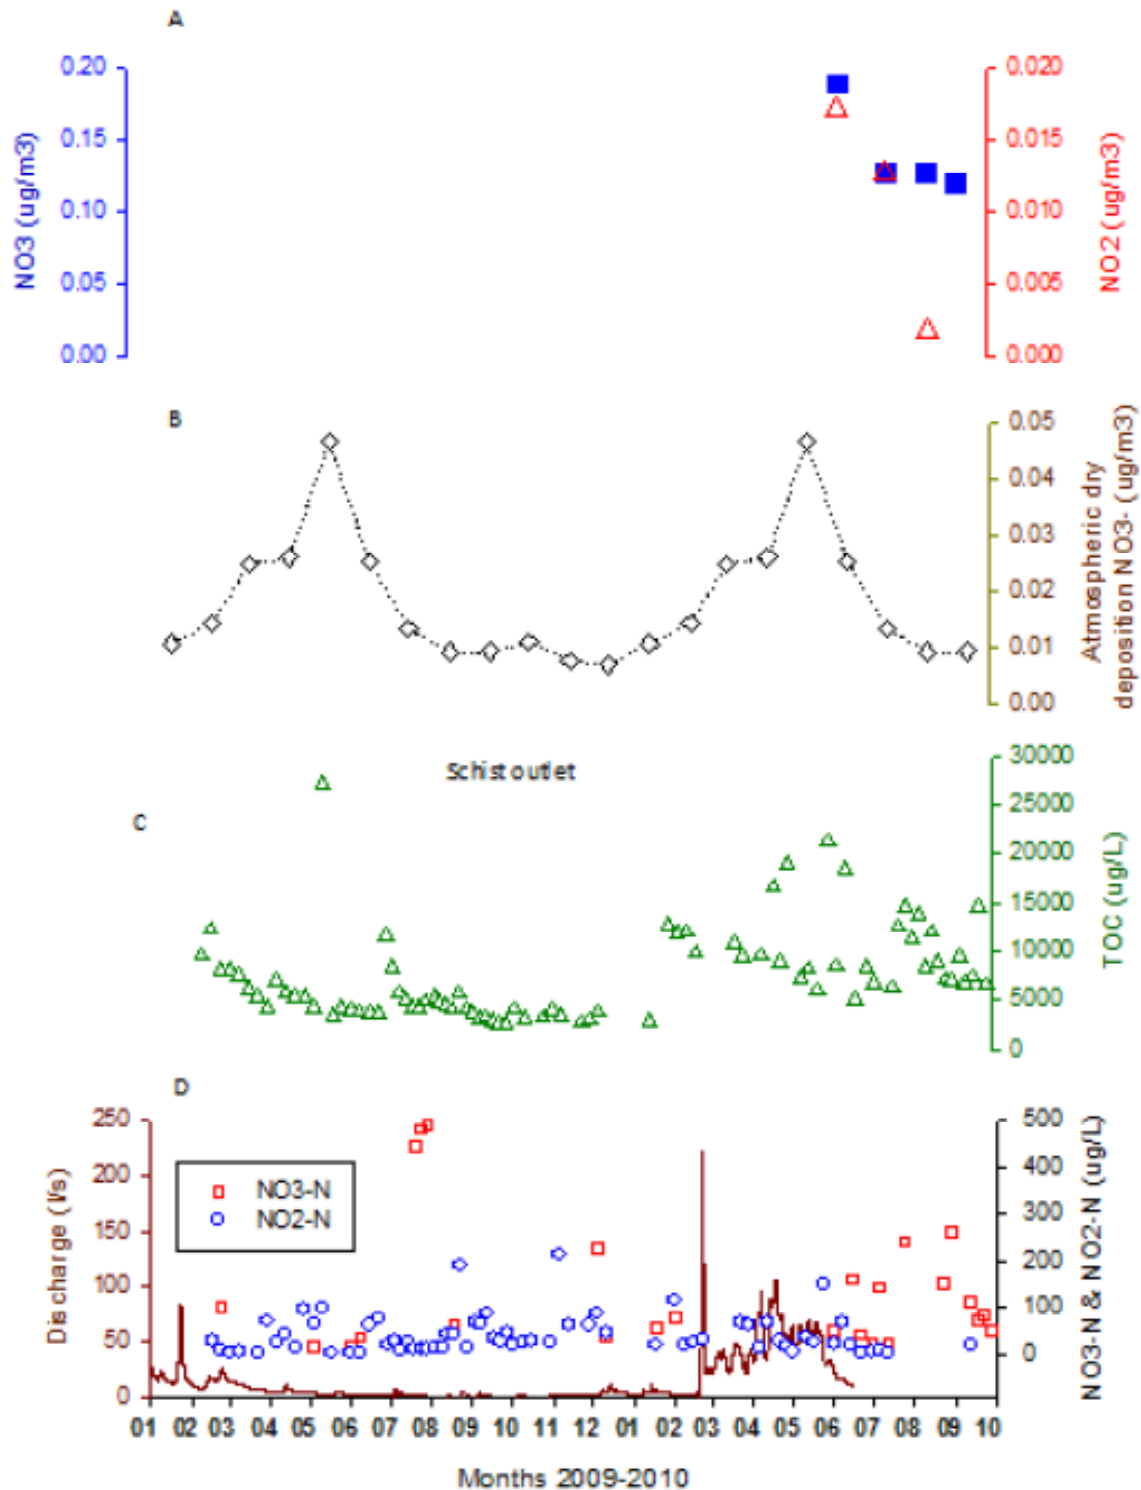 A
0.20
0.15
0.10
0.05
0.00
NO3 (ug/m3)
0.020
0.015
0.010
0.005
0.000
NO2 (ug/m3)
B
0.05
0.04
0.03
0.02
0.01
0.00
Atmospheric dry
deposition NO3- (ug/m3)
Schist outlet
C
30000
25000
20000
15000
10000
5000
0
TOC (ug/L)
D
250
200
150
100
50
0
Discharge (l/s)
NO3-N
NO2-N
500
400
300
200
100
0
NO3-N & NO2-N (ug/L)
01 02 03 04 05 06 07 08 09 10 11 12 01 02 03 04 05 06 07 08 09 10
Months 2009-2010